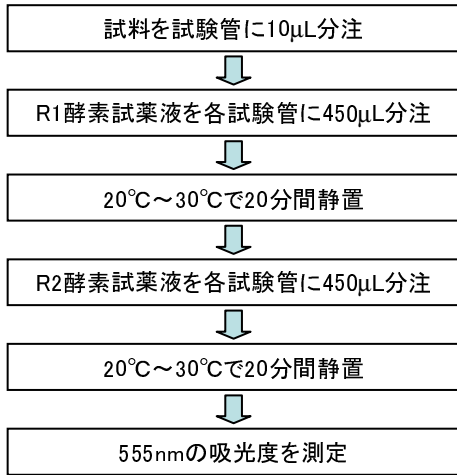 試料を試験管に10μL分注
R1酵素試薬液を各試験管に450μL分注
20℃～30℃で20分間静置
R2酵素試薬液を各試験管に450μL分注
20℃～30℃で20分間静置
555nmの吸光度を測定